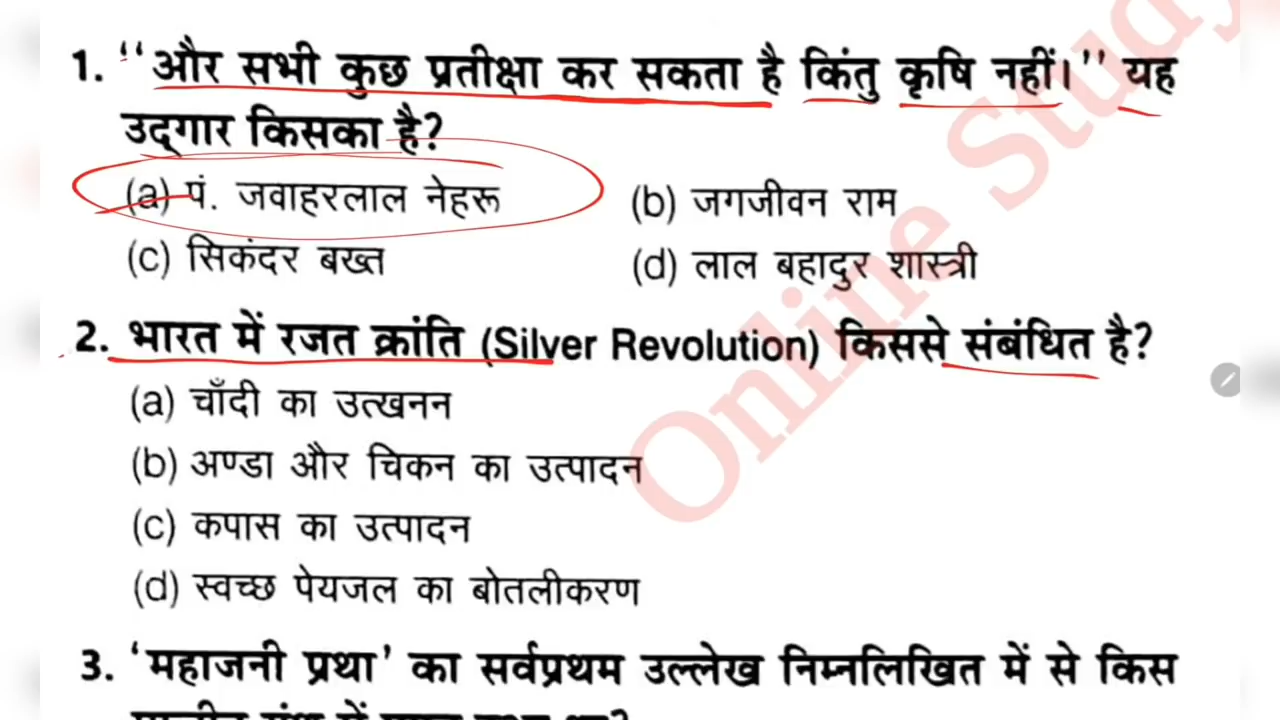 1. “और सभी कुछ प्रतीक्षा कर सकता है किंतु कृषि नहीं।” यह
उद्गार किसका है?
(a) पं. जवाहरलाल नेहरू (b) जगजीवन राम
(c) सिकंदर बख्त (d) लाल बहादुर शास्त्री
2. भारत में रजत क्रांति (Silver Revolution) किससे संबंधित है?
(a) चाँदी का उत्खनन
(b) अण्डा और चिकन का उत्पादन
(c) कपास का उत्पादन
(d) स्वच्छ पेयजल का बोतलीकरण
3. ‘महाजनी प्रथा’ का सर्वप्रथम उल्लेख निम्नलिखित में से किस
Online Study